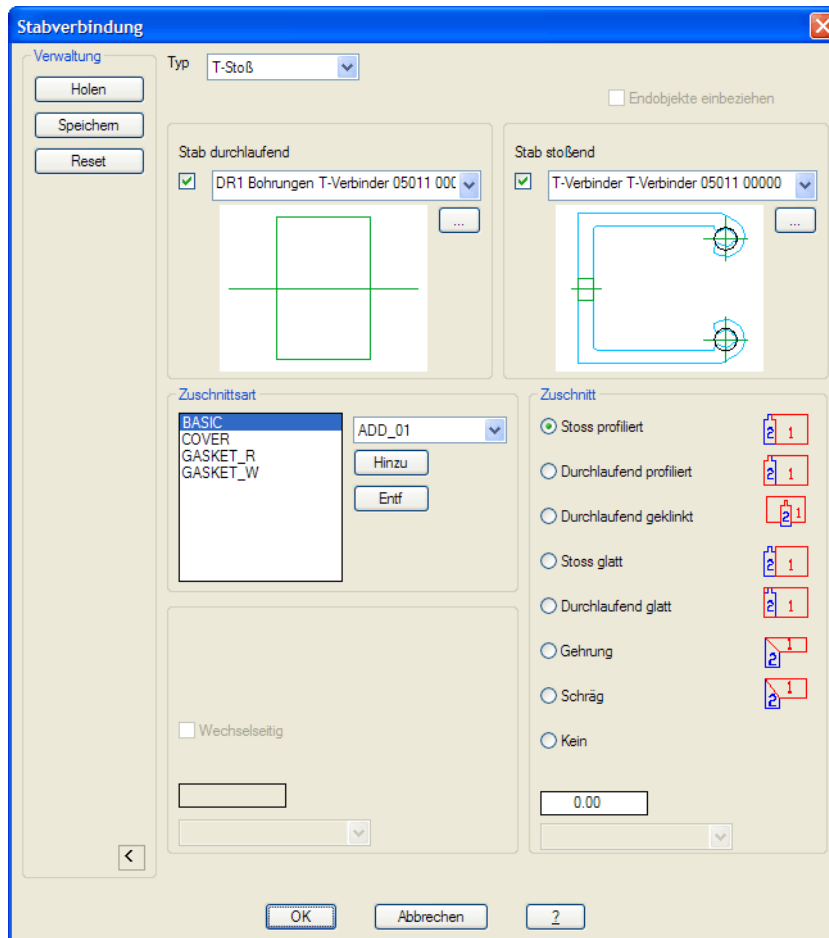 Stabverbindung
Verwaltung
Holen
Speichern
Reset
Typ
T-Stoß
Endobjekte einbeziehen
Stab durchlaufend
DR1 Bohrungen T-Verbinder 05011 000
...
Stab stoßend
T-Verbinder T-Verbinder 05011 00000
...
Zuschnittsart
BASIC
COVER
GASKET_R
GASKET_W
ADD_01
Hinzu
Entf
Wechselseitig
Zuschnitt
Stoss profiliert
2 1
Durchlaufend profiliert
2 1
Durchlaufend geklinkt
2 1
Stoss glatt
2 1
Durchlaufend glatt
2 1
Gehrung
1
2
Schräg
1
2
Kein
0.00
<
OK
Abbrechen
?